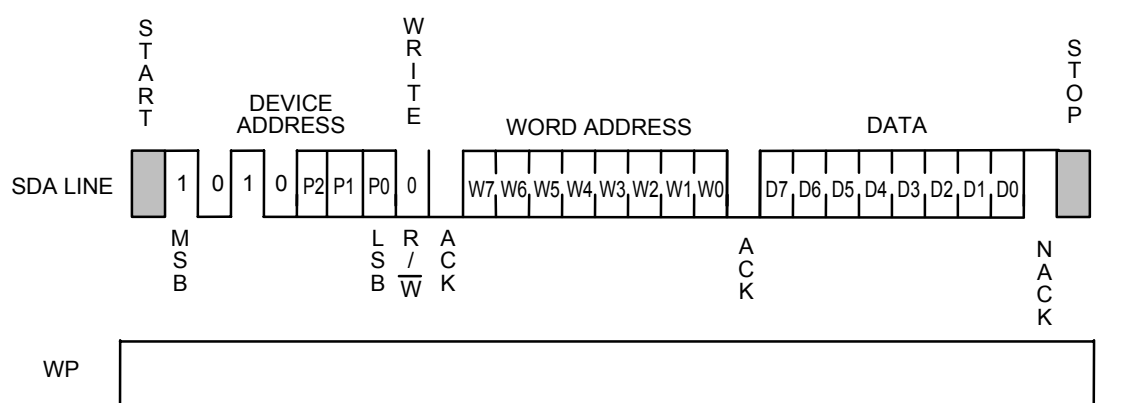 START
WRITE
STOP
DEVICE
ADDRESS
WORD ADDRESS
DATA
SDA LINE
1 0 1 0 P2 P1 P0 0 W7 W6 W5 W4 W3 W2 W1 W0 D7 D6 D5 D4 D3 D2 D1 D0
MSB
LSB
R/W̅
ACK
ACK
NACK
WP